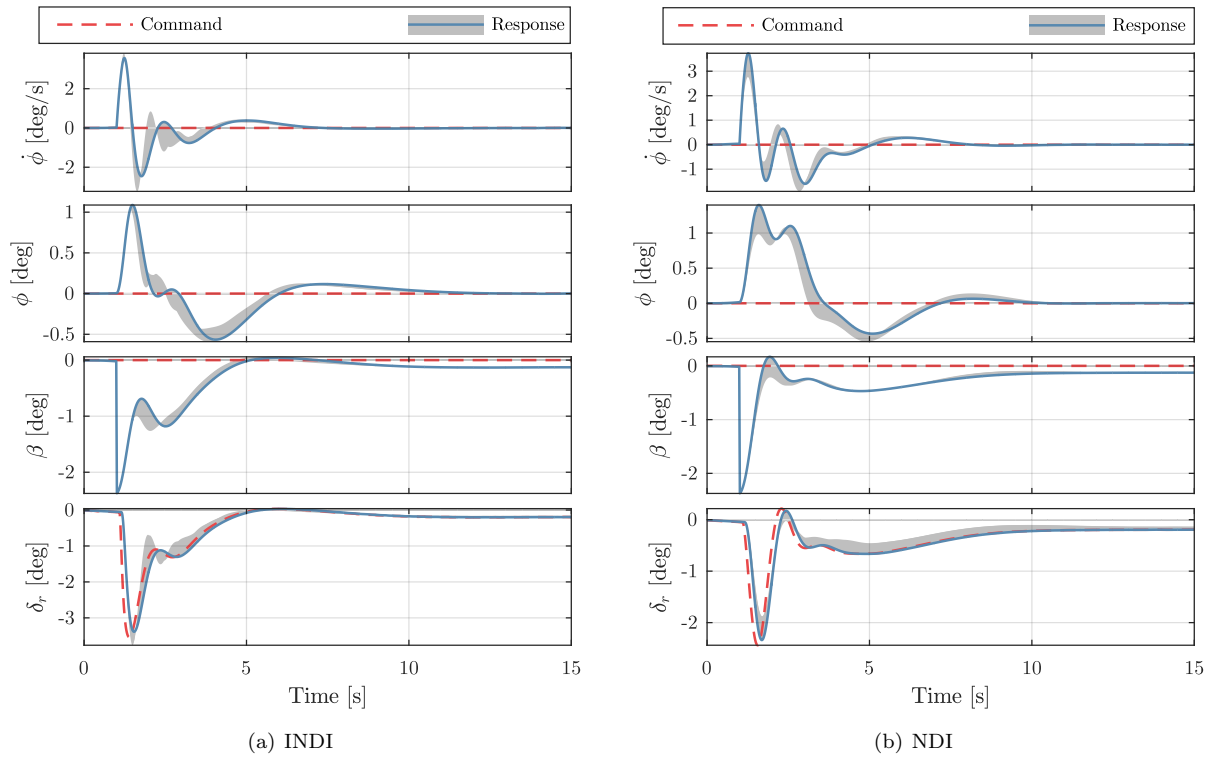 Command Response
2
0
-2
ϕ̇ [deg/s]
1
0.5
0
-0.5
ϕ [deg]
0
-1
-2
β [deg]
0
-1
-2
-3
δr [deg]
0 5 10 15
Time [s]
(a) INDI
Command Response
3
2
1
0
-1
ϕ̇ [deg/s]
1
0.5
0
-0.5
ϕ [deg]
0
-1
-2
β [deg]
0
-1
-2
δr [deg]
0 5 10 15
Time [s]
(b) NDI